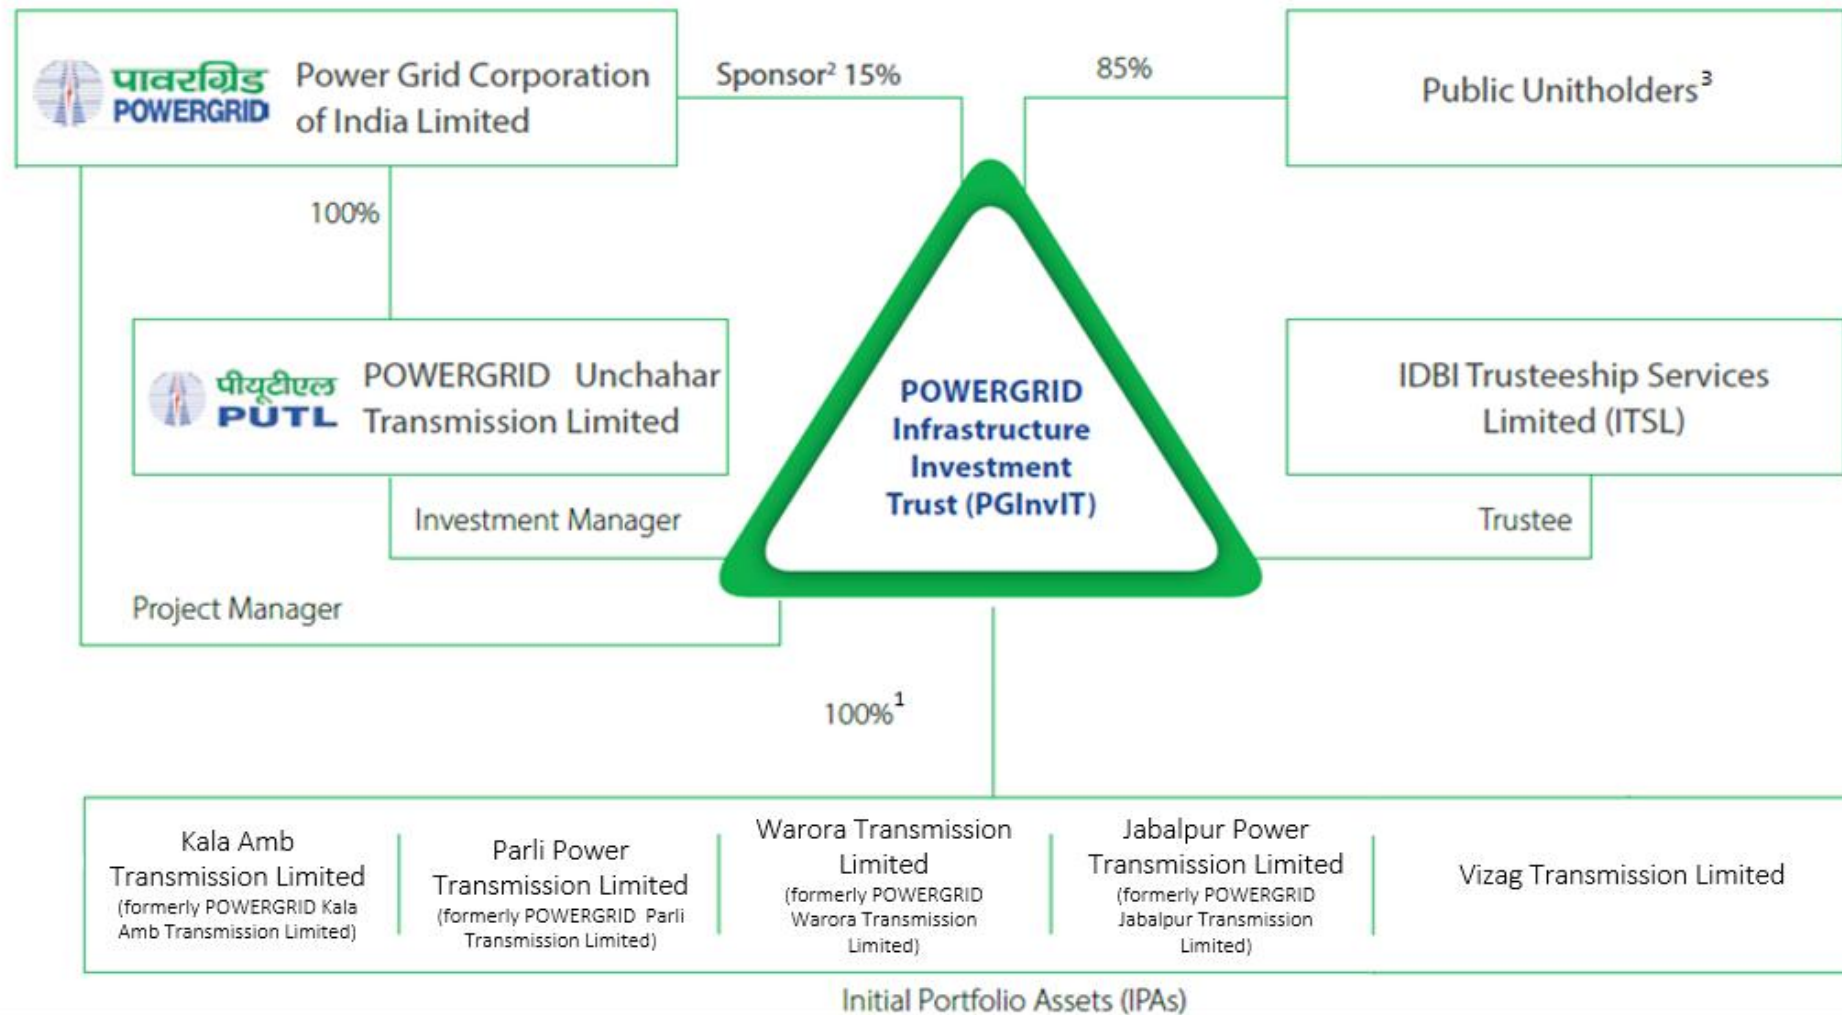 पावरग्रिड
POWERGRID
Power Grid Corporation
of India Limited
Sponsor² 15%
85%
Public Unitholders³
100%
पीयूटीएल
PUTL
POWERGRID Unchahar
Transmission Limited
POWERGRID
Infrastructure
Investment
Trust (PGInvIT)
IDBI Trusteeship Services
Limited (ITSL)
Investment Manager
Trustee
Project Manager
100%¹
Kala Amb
Transmission Limited
(formerly POWERGRID Kala
Amb Transmission Limited)
Parli Power
Transmission Limited
(formerly POWERGRID Parli
Transmission Limited)
Warora Transmission
Limited
(formerly POWERGRID
Warora Transmission
Limited)
Jabalpur Power
Transmission Limited
(formerly POWERGRID
Jabalpur Transmission
Limited)
Vizag Transmission Limited
Initial Portfolio Assets (IPAs)